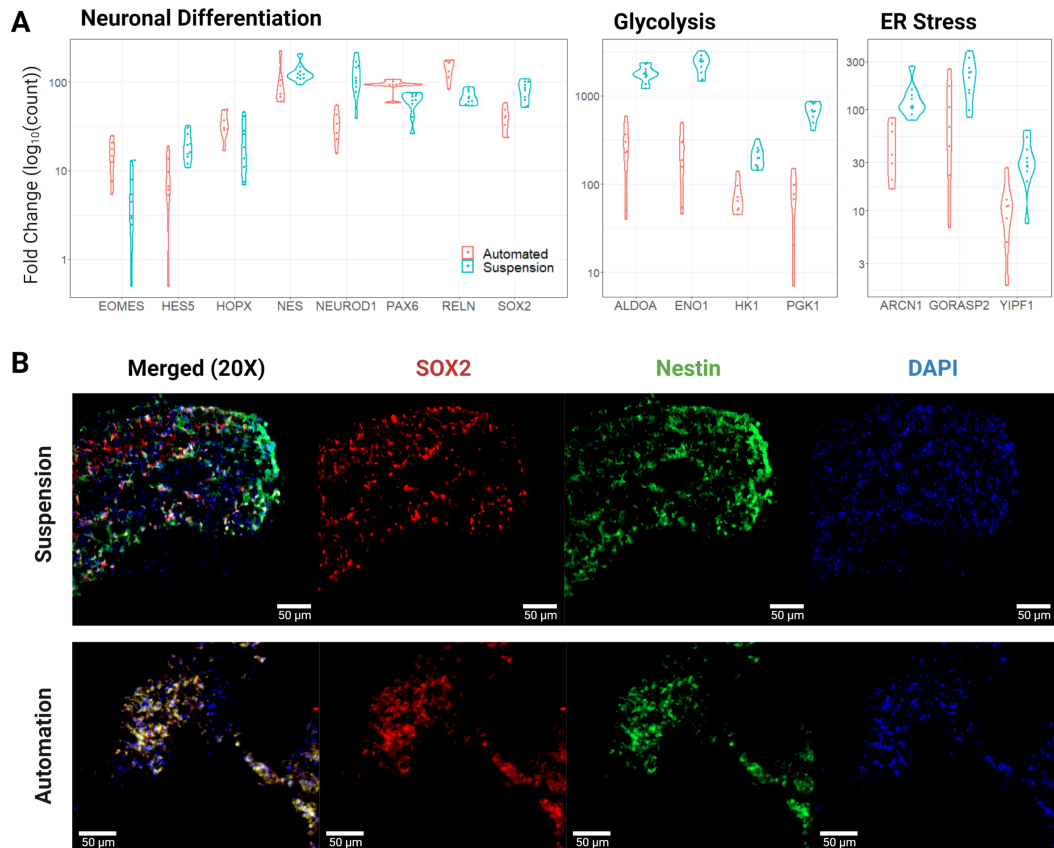 A
Neuronal Differentiation
Glycolysis
ER Stress
Fold Change (log10(count))
100
10
1
1000
100
10
300
100
30
10
3
Automated
Suspension
EOMES HES5 HOPX NES NEUROD1 PAX6 RELN SOX2
ALDOA ENO1 HK1 PGK1
ARCN1 GORASP2 YIPF1
B
Merged (20X) SOX2 Nestin DAPI
Suspension
50 μm 50 μm 50 μm 50 μm
Automation
50 μm 50 μm 50 μm 50 μm